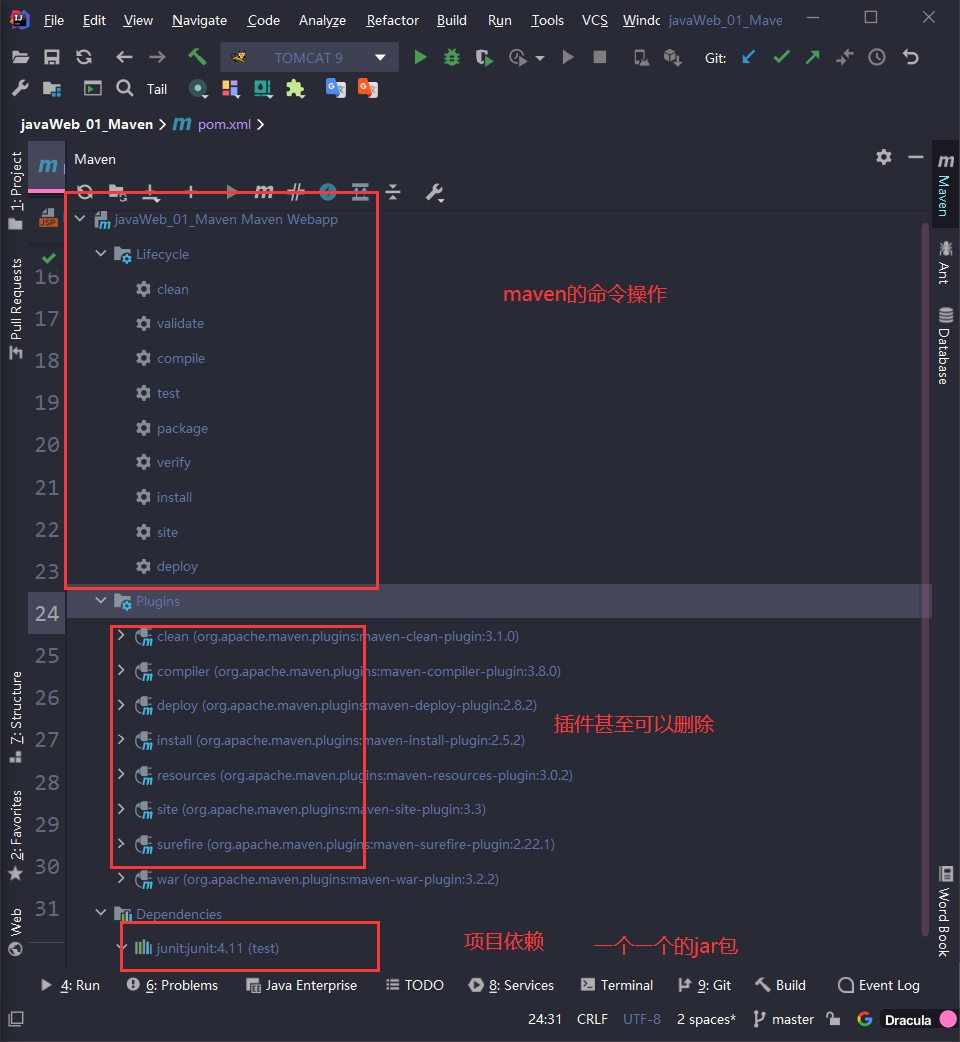 File Edit View Navigate Code Analyze Refactor Build Run Tools VCS Windc javaWeb_01_Mave
TOMCAT 9 Git:
Tail
javaWeb_01_Maven pom.xml
Maven
javaWeb_01_Maven Maven Webapp
Lifecycle
clean
maven的命令操作
validate
compile
test
package
verify
install
site
deploy
Plugins
clean (org.apache.maven.plugins:maven-clean-plugin:3.1.0)
compiler (org.apache.maven.plugins:maven-compiler-plugin:3.8.0)
deploy (org.apache.maven.plugins:maven-deploy-plugin:2.8.2)
插件甚至可以删除
install (org.apache.maven.plugins:maven-install-plugin:2.5.2)
resources (org.apache.maven.plugins:maven-resources-plugin:3.0.2)
site (org.apache.maven.plugins:maven-site-plugin:3.3)
surefire (org.apache.maven.plugins:maven-surefire-plugin:2.22.1)
war (org.apache.maven.plugins:maven-war-plugin:3.2.2)
Dependencies
junit:junit:4.11 (test)
项目依赖 一个一个的jar包
1: Project
Pull Requests
Z: Structure
2: Favorites
Web
m
JSP
16
17
18
19
20
21
22
23
24
25
26
27
28
29
30
31
m
Maven
Ant
Database
Word Book
4: Run 6: Problems Java Enterprise TODO 8: Services Terminal 9: Git Build Event Log
24:31 CRLF UTF-8 2 spaces* master Dracula